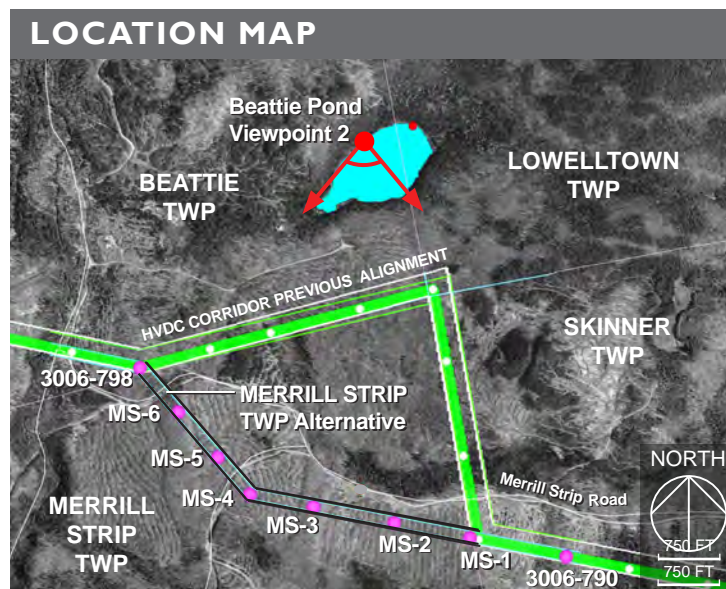 LOCATION MAP
Beattie Pond
Viewpoint 2
BEATTIE
TWP
LOWELLTOWN
TWP
HVDC CORRIDOR PREVIOUS ALIGNMENT
SKINNER
TWP
3006-798
MERRILL STRIP
TWP Alternative
MS-6
MS-5
MS-4
MS-3
MS-2
MS-1
MERRILL
STRIP
TWP
Merrill Strip Road
3006-790
NORTH
750 FT
750 FT